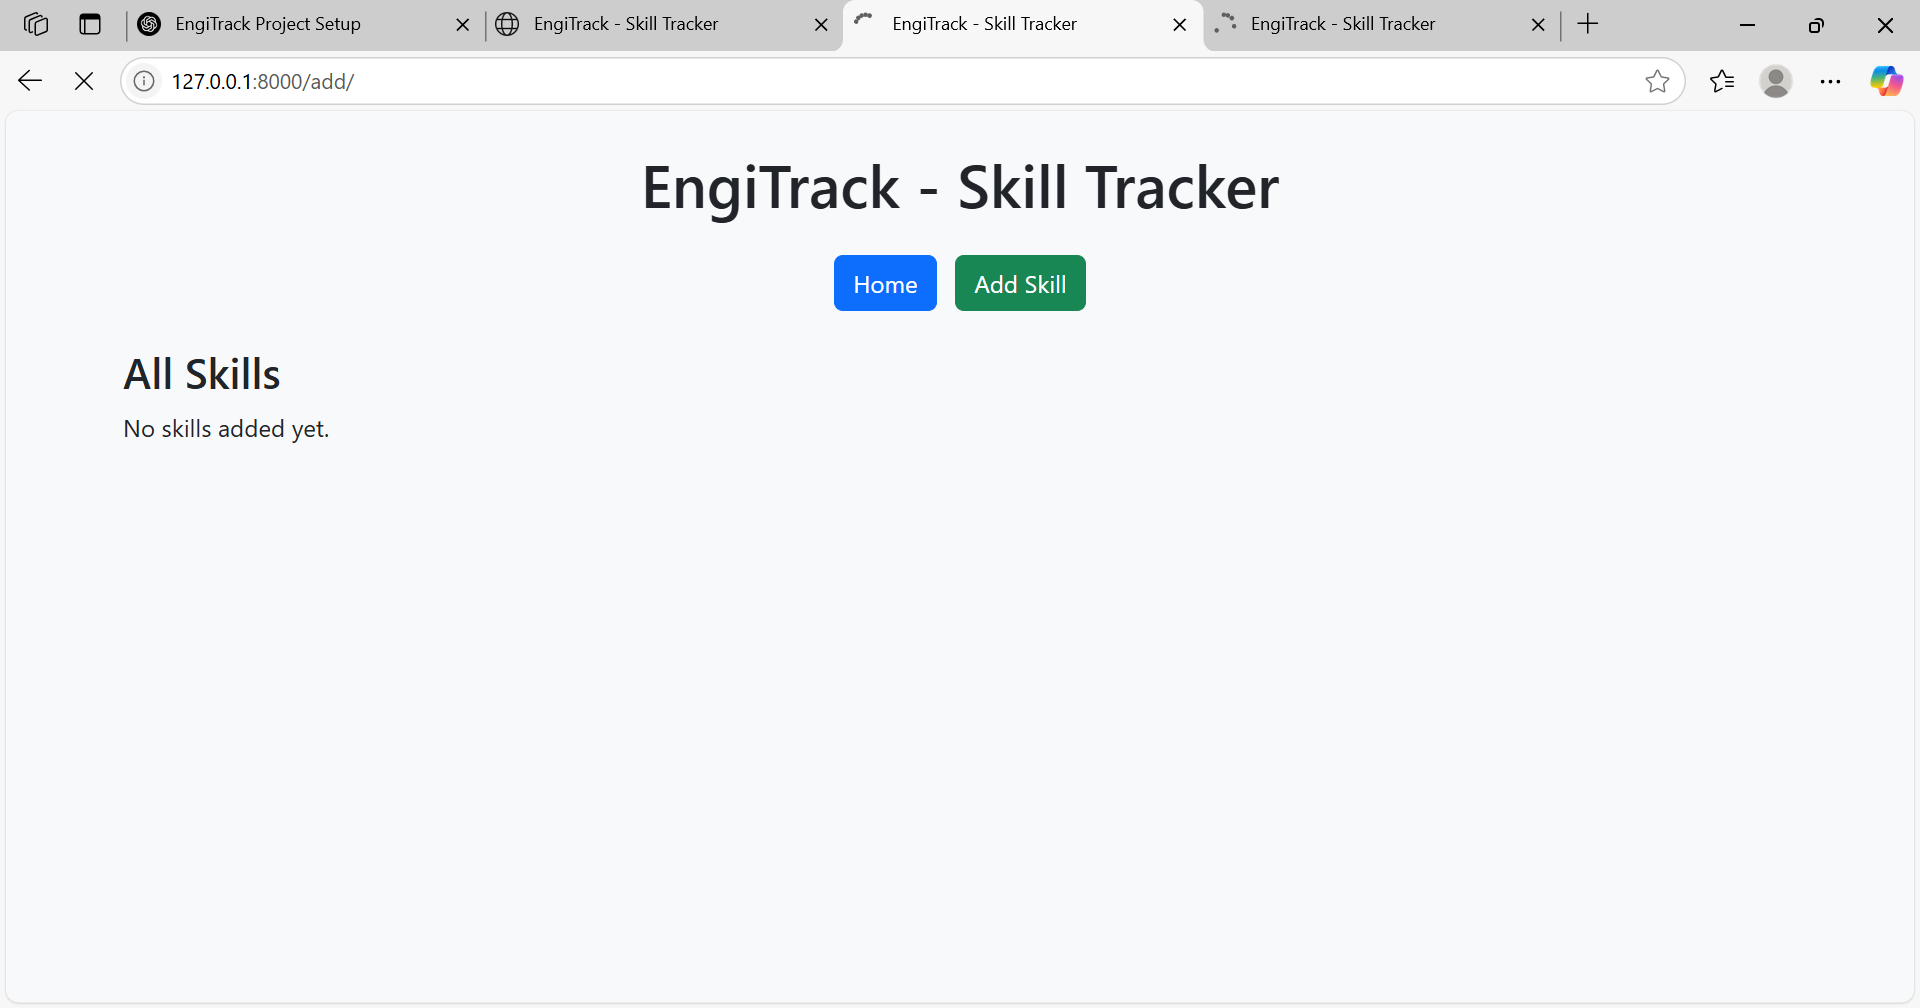 EngiTrack Project Setup
EngiTrack - Skill Tracker
EngiTrack - Skill Tracker
EngiTrack - Skill Tracker
127.0.0.1:8000/add/
EngiTrack - Skill Tracker
Home
Add Skill
All Skills
No skills added yet.